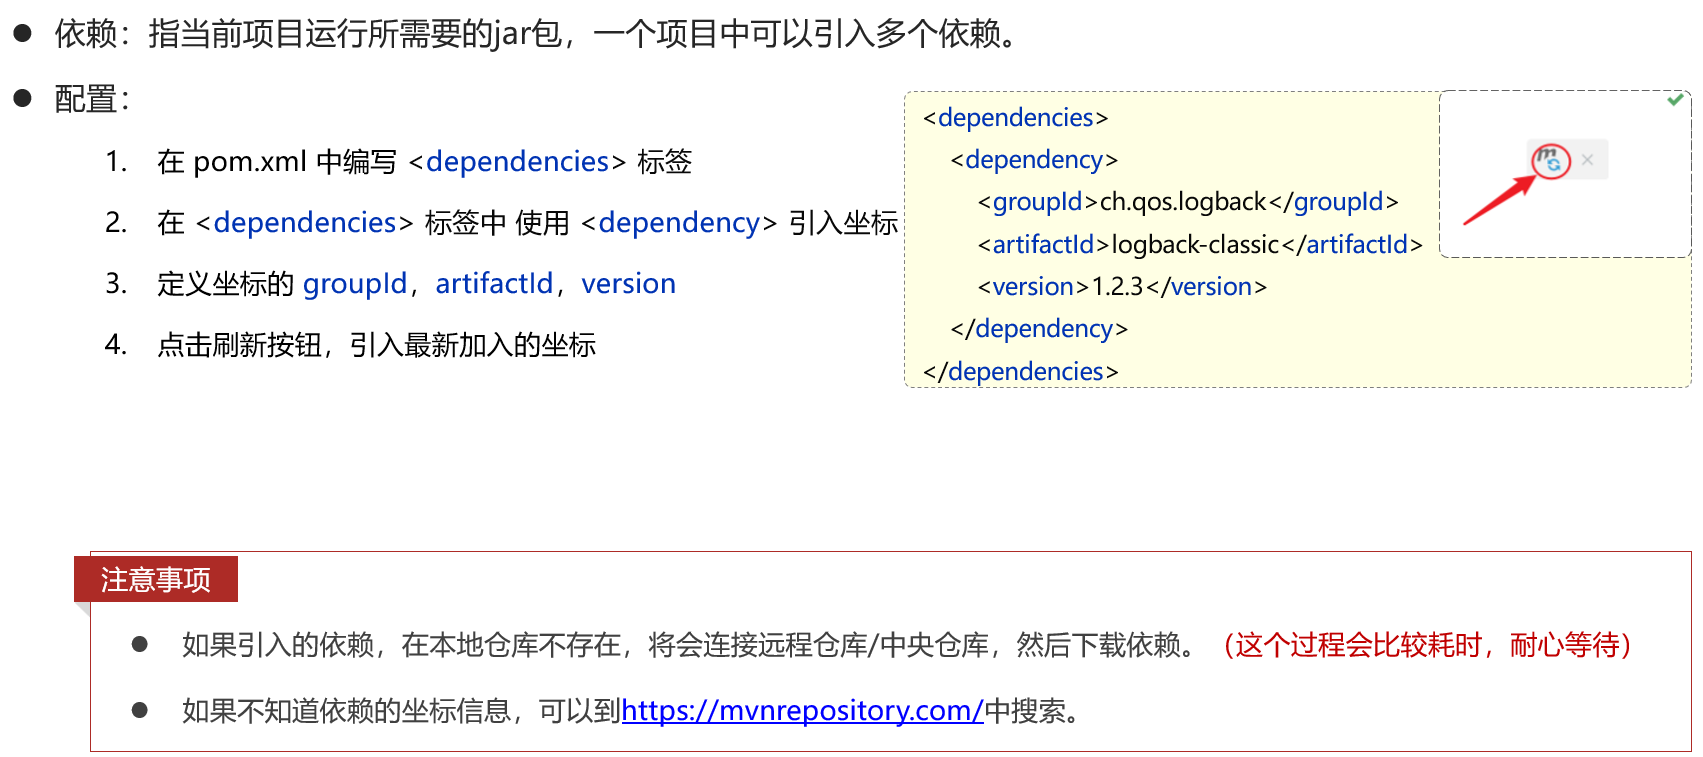 依赖：指当前项目运行所需要的jar包，一个项目中可以引入多个依赖。
配置：
1. 在 pom.xml 中编写 <dependencies> 标签
2. 在 <dependencies> 标签中 使用 <dependency> 引入坐标
3. 定义坐标的 groupId，artifactId，version
4. 点击刷新按钮，引入最新加入的坐标
<dependencies>
<dependency>
<groupId>ch.qos.logback</groupId>
<artifactId>logback-classic</artifactId>
<version>1.2.3</version>
</dependency>
</dependencies>
m
注意事项
如果引入的依赖，在本地仓库不存在，将会连接远程仓库/中央仓库，然后下载依赖。（这个过程会比较耗时，耐心等待）
如果不知道依赖的坐标信息，可以到https://mvnrepository.com/中搜索。